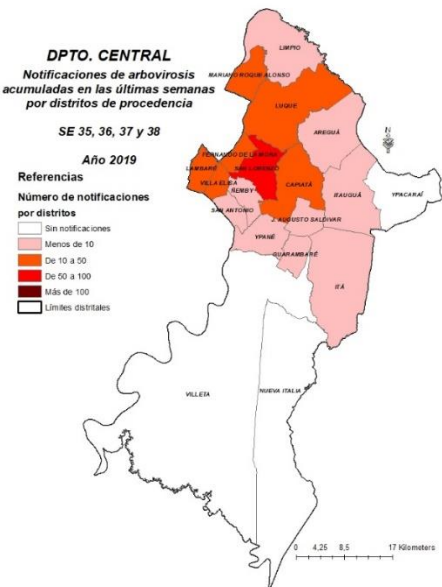 DPTO. CENTRAL
Notificaciones de arbovirosis
acumuladas en las últimas semanas
por distritos de procedencia
SE 35, 36, 37 y 38
Año 2019
Referencias
Número de notificaciones
por distritos
Sin notificaciones
Menos de 10
De 10 a 50
De 50 a 100
Más de 100
Límites distritales
LIMPIO
MARIANO ROQUE ALONSO
LUQUE
AREGUÁ
N
FERNANDO DE LA MORA
SAN LORENZO
LAMBARÉ
VILLA ELISA
ÑEMBY
CAPIATÁ
ITAUGUÁ
YPACARAÍ
SAN ANTONIO
J. AUGUSTO SALDIVAR
YPANÉ
GUARAMBARÉ
ITÁ
VILLETA
NUEVA ITALIA
0 4,25 8,5 17 Kilometers